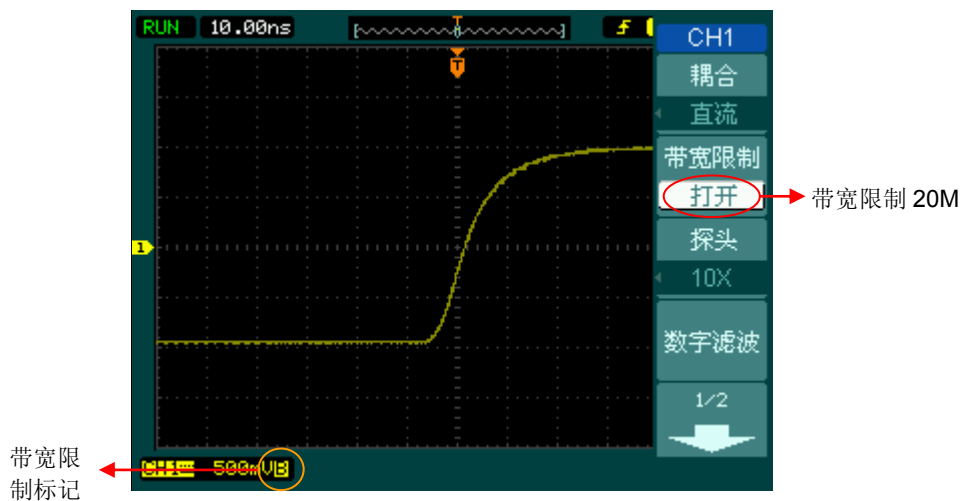 RUN 10.00ns
T
CH1
耦合
直流
带宽限制
打开
带宽限制 20M
探头
10X
数字滤波
1/2
1
CH1 500mVB
带宽限
制标记